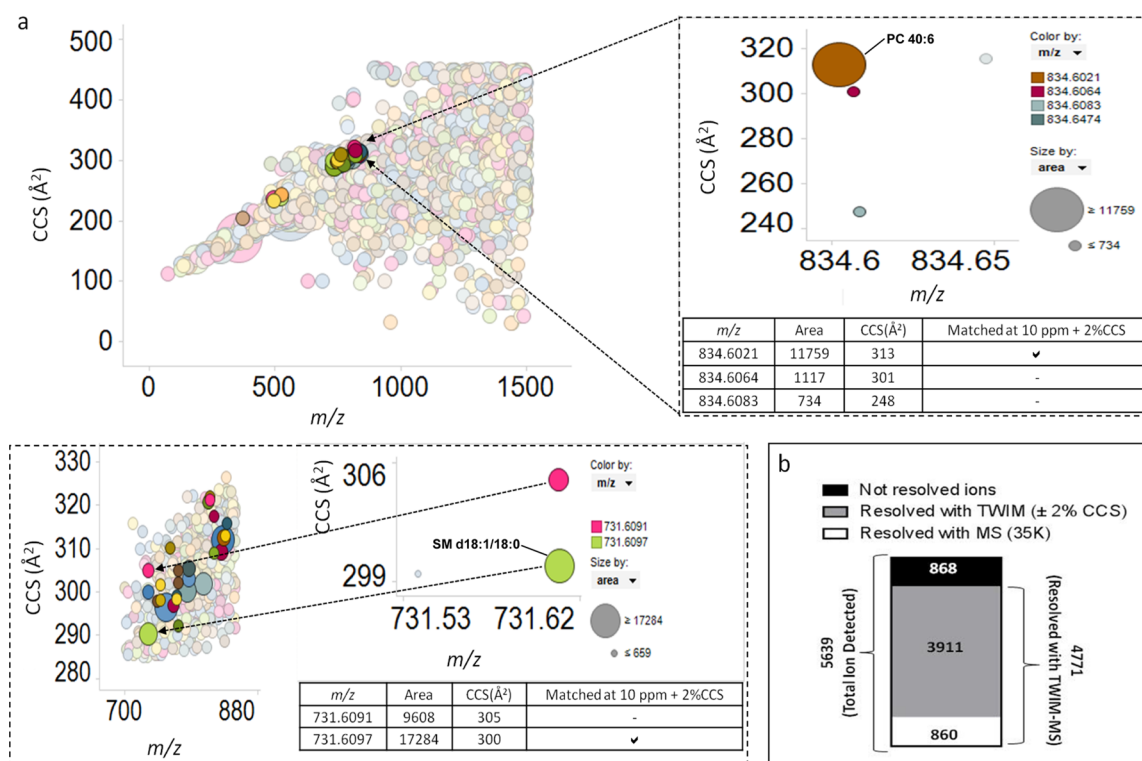 a
500
400
300
200
100
0
CCS (Å²)
0 500 1000 1500
m/z
320
300
280
260
240
CCS (Å²)
PC 40:6
834.6 834.65
m/z
Color by:
m/z
834.6021
834.6064
834.6083
834.6474
Size by:
area
≥ 11759
≤ 734
m/z Area CCS(Å²) Matched at 10 ppm + 2%CCS
834.6021 11759 313 ✓
834.6064 1117 301 -
834.6083 734 248 -
330
320
310
300
290
280
CCS (Å²)
700 880
m/z
306
299
CCS (Å²)
SM d18:1/18:0
731.53 731.62
m/z
Color by:
m/z
731.6091
731.6097
Size by:
area
≥ 17284
≤ 659
m/z Area CCS(Å²) Matched at 10 ppm + 2%CCS
731.6091 9608 305 -
731.6097 17284 300 ✓
b
Not resolved ions
Resolved with TWIM (± 2% CCS)
Resolved with MS (35K)
868
3911
860
5639
(Total Ion Detected)
4771
(Resolved with TWIM-MS)